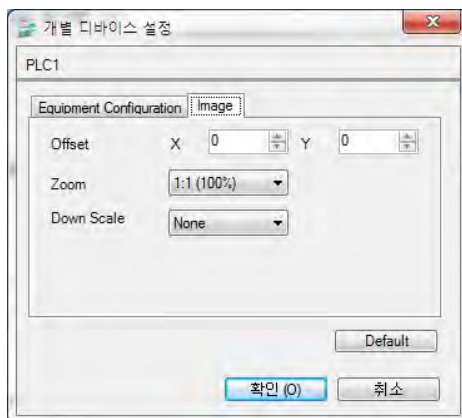 개별 디바이스 설정
PLC1
Equipment Configuration Image
Offset X 0 Y 0
Zoom 1:1 (100%)
Down Scale None
Default
확인 (O) 취소